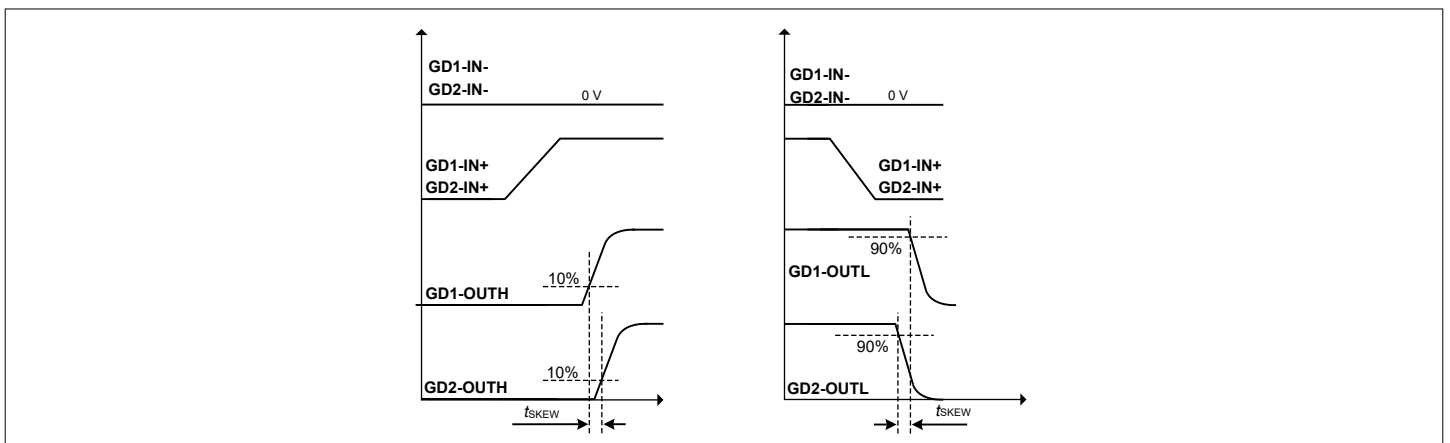 GD1-IN-
GD2-IN-
0 V
GD1-IN+
GD2-IN+
10%
GD1-OUTH
10%
GD2-OUTH
tSKEW
GD1-IN-
GD2-IN-
0 V
GD1-IN+
GD2-IN+
90%
GD1-OUTL
90%
GD2-OUTL
tSKEW